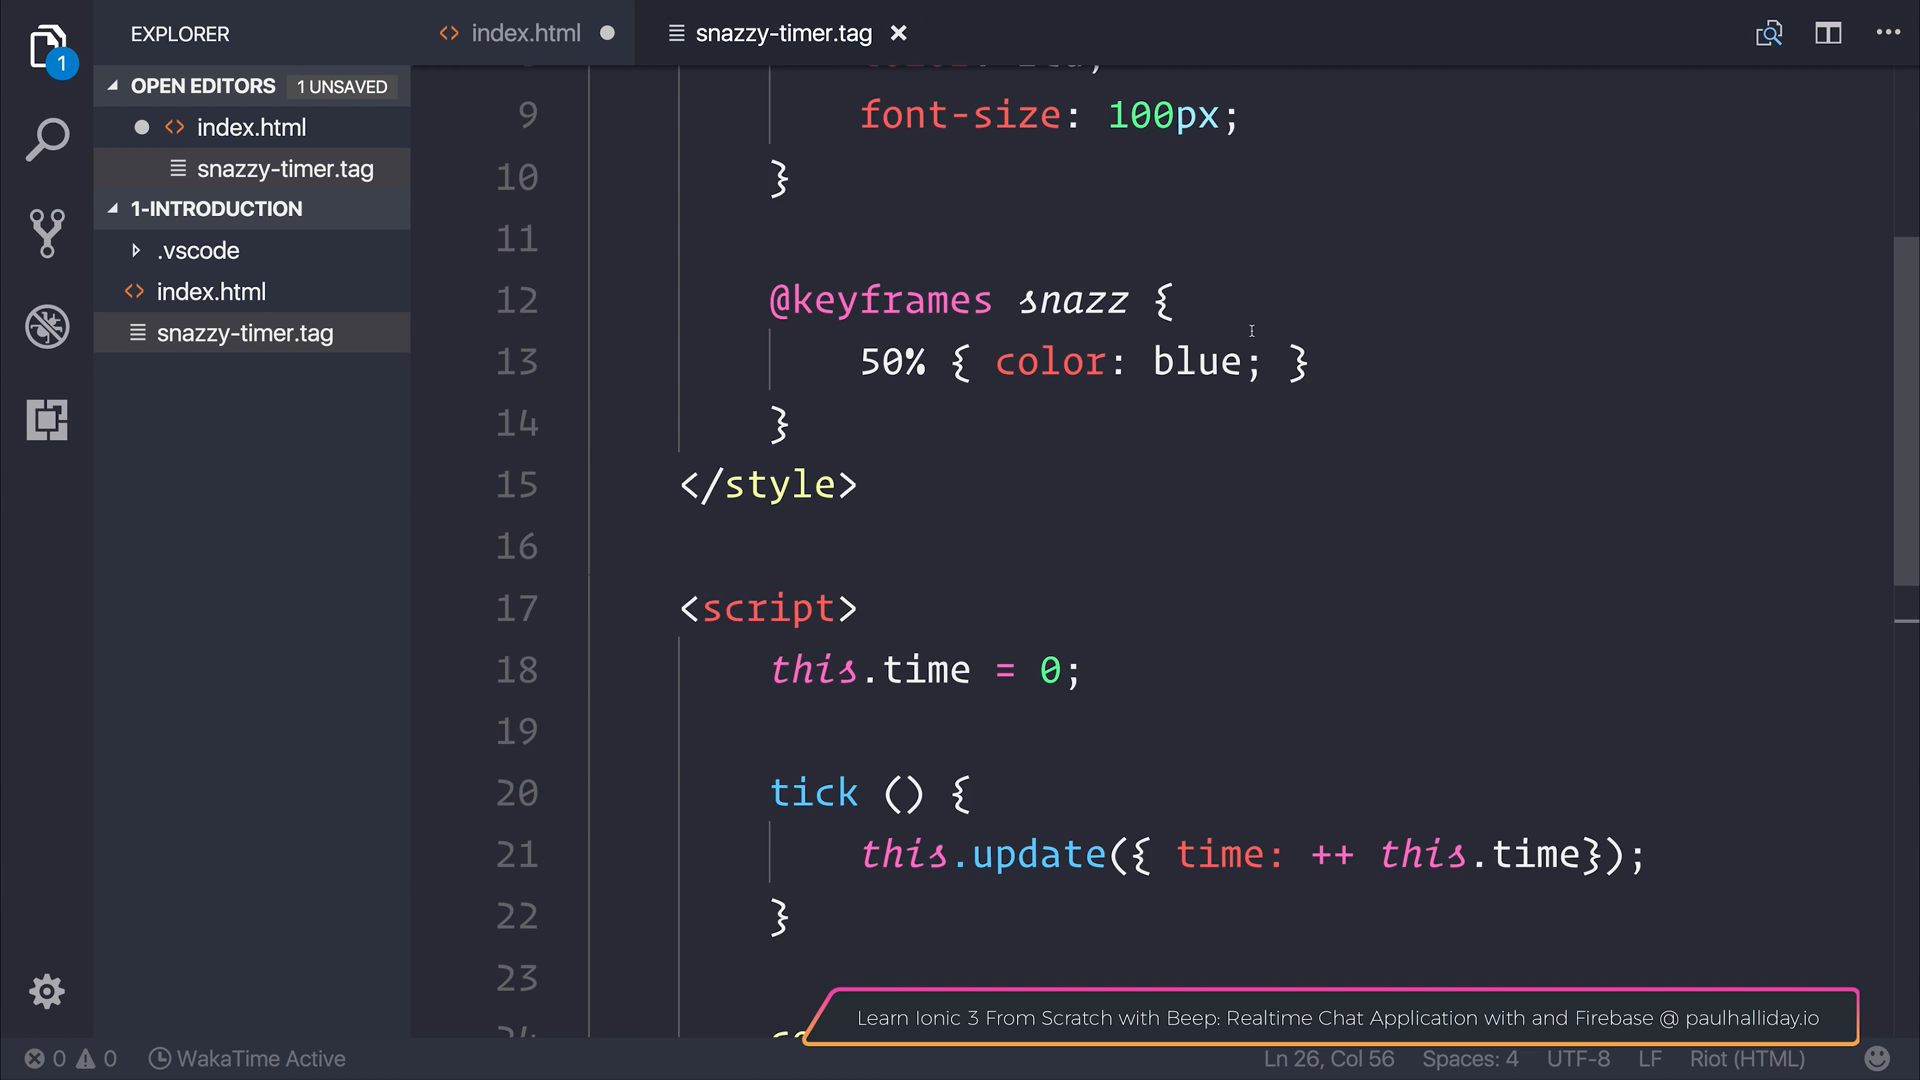 EXPLORER
index.html
snazzy-timer.tag
1
OPEN EDITORS
1 UNSAVED
index.html
snazzy-timer.tag
1-INTRODUCTION
.vscode
index.html
snazzy-timer.tag
9 font-size: 100px;
10 }
11
12 @keyframes snazz {
13 50% { color: blue; }
14 }
15 </style>
16
17 <script>
18 this.time = 0;
19
20 tick () {
21 this.update({ time: ++ this.time});
22 }
23
Learn Ionic 3 From Scratch with Beep: Realtime Chat Application with and Firebase @ paulhalliday.io
0 0 WakaTime Active
Ln 26, Col 56 Spaces: 4 UTF-8 LF Riot (HTML)